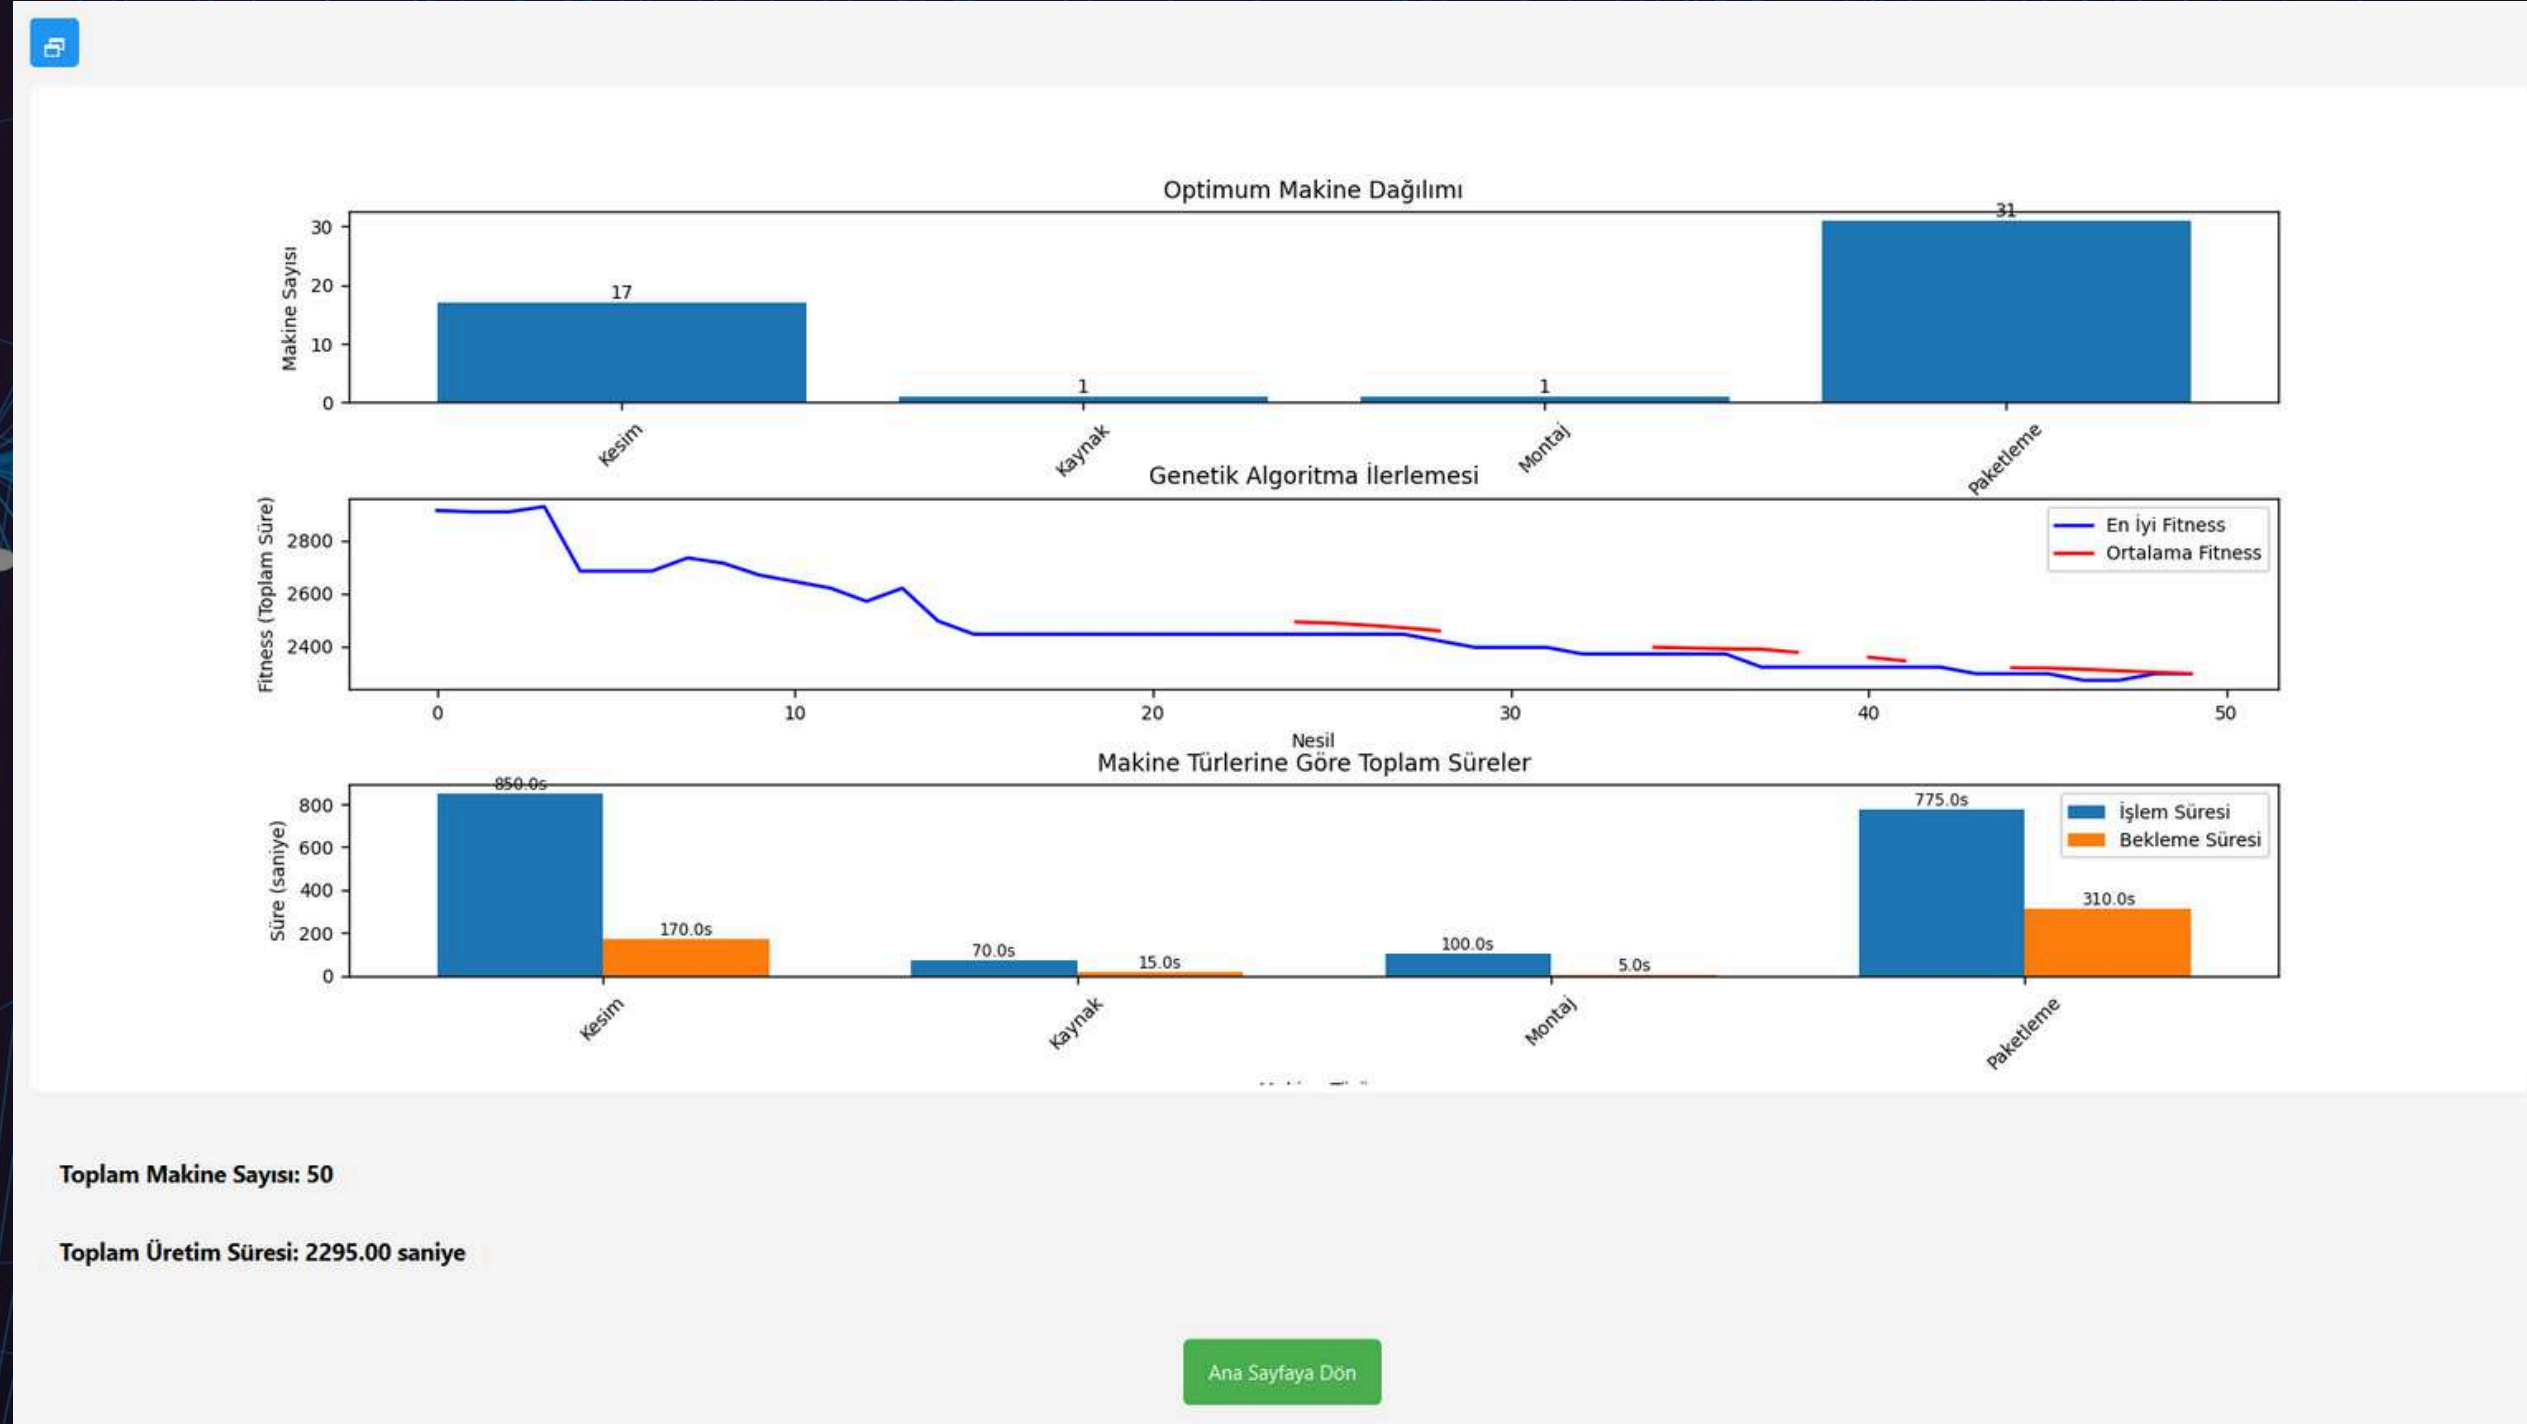 Optimum Makine Dağılımı
Makine Sayısı
30
20
10
0
17
1
1
31
Kesim
Kaynak
Montaj
Paketleme
Genetik Algoritma İlerlemesi
Fitness (Toplam Süre)
2800
2600
2400
En İyi Fitness
Ortalama Fitness
0
10
20
30
40
50
Nesil
Makine Türlerine Göre Toplam Süreler
Süre (saniye)
800
600
400
200
0
850.0s
170.0s
70.0s
15.0s
100.0s
5.0s
775.0s
310.0s
İşlem Süresi
Bekleme Süresi
Kesim
Kaynak
Montaj
Paketleme
Toplam Makine Sayısı: 50
Toplam Üretim Süresi: 2295.00 saniye
Ana Sayfaya Dön